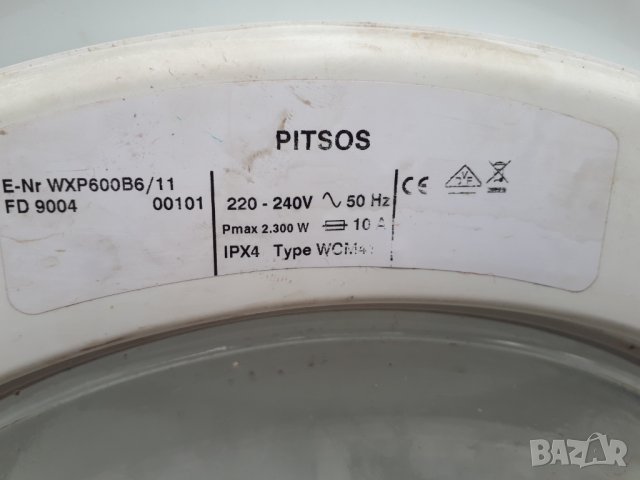 PITSOS
E-Nr WXP600B6/11
FD 9004 00101
220 - 240V ∿ 50 Hz
Pmax 2.300 W 10 A
IPX4 Type
CE
BAZAR